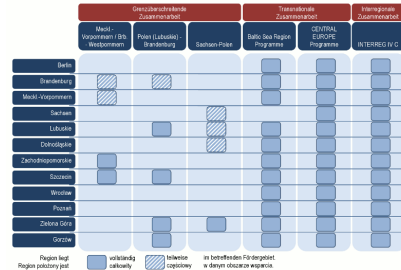 Grenzüberschreitende Zusammenarbeit
Transnationale Zusammenarbeit
Interregionale Zusammenarbeit
Meckl.- Vorpommern / Brb. - Westpommern
Polen (Lubuskie) - Brandenburg
Sachsen-Polen
Baltic Sea Region Programme
CENTRAL EUROPE Programme
INTERREG IV C
Berlin
Brandenburg
Meckl.-Vorpommern
Sachsen
Lubuskie
Dolnośląskie
Zachodniopomorskie
Szczecin
Wrocław
Poznań
Zielona Góra
Gorzów
Region liegt
Region położony jest
vollständig
całkowity
teilweise
częściowy
im betreffenden Fördergebiet.
w danym obszarze wsparcia.